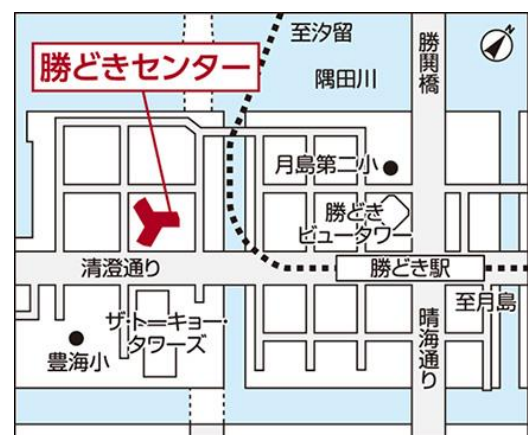 至汐留
勝鬨橋
勝どきセンター
隅田川
月島第二小
勝どき
ビュータワー
清澄通り
勝どき駅
至月島
ザ・トーキョー・
タワーズ
晴海通り
豊海小